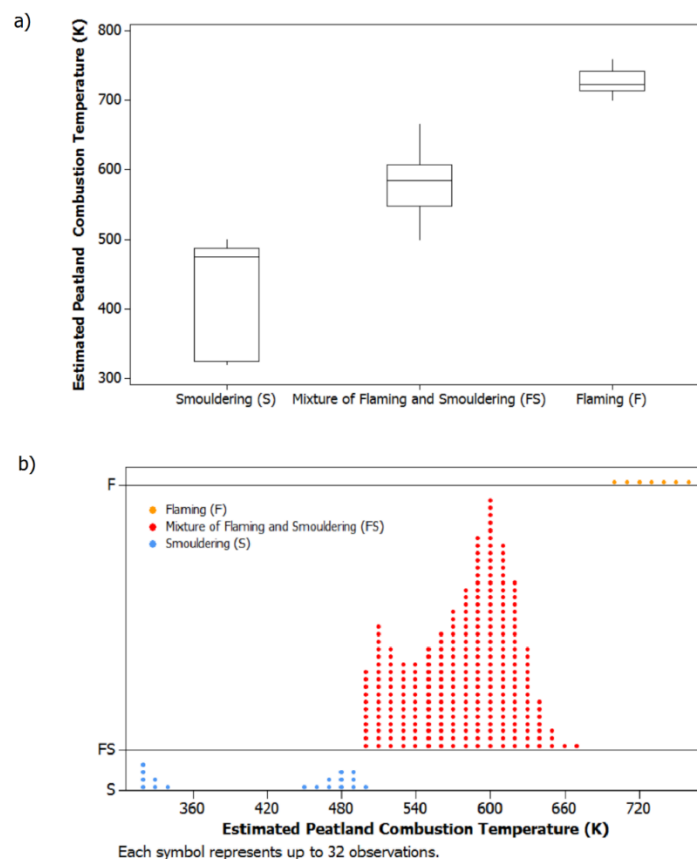 a)
Estimated Peatland Combustion Temperature (K)
800
700
600
500
400
300
Smouldering (S) Mixture of Flaming and Smouldering (FS) Flaming (F)
b)
F
Flaming (F)
Mixture of Flaming and Smouldering (FS)
Smouldering (S)
FS
S
360 420 480 540 600 660 720
Estimated Peatland Combustion Temperature (K)
Each symbol represents up to 32 observations.